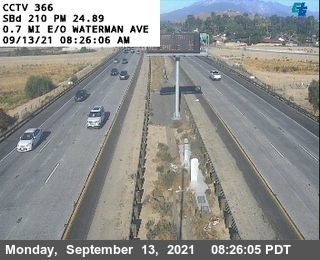 CCTV 366
SBd 210 PM 24.89
0.7 MI E/O WATERMAN AVE
09/13/21 08:26:06 AM
Monday, September 13, 2021 08:26:05 PDT